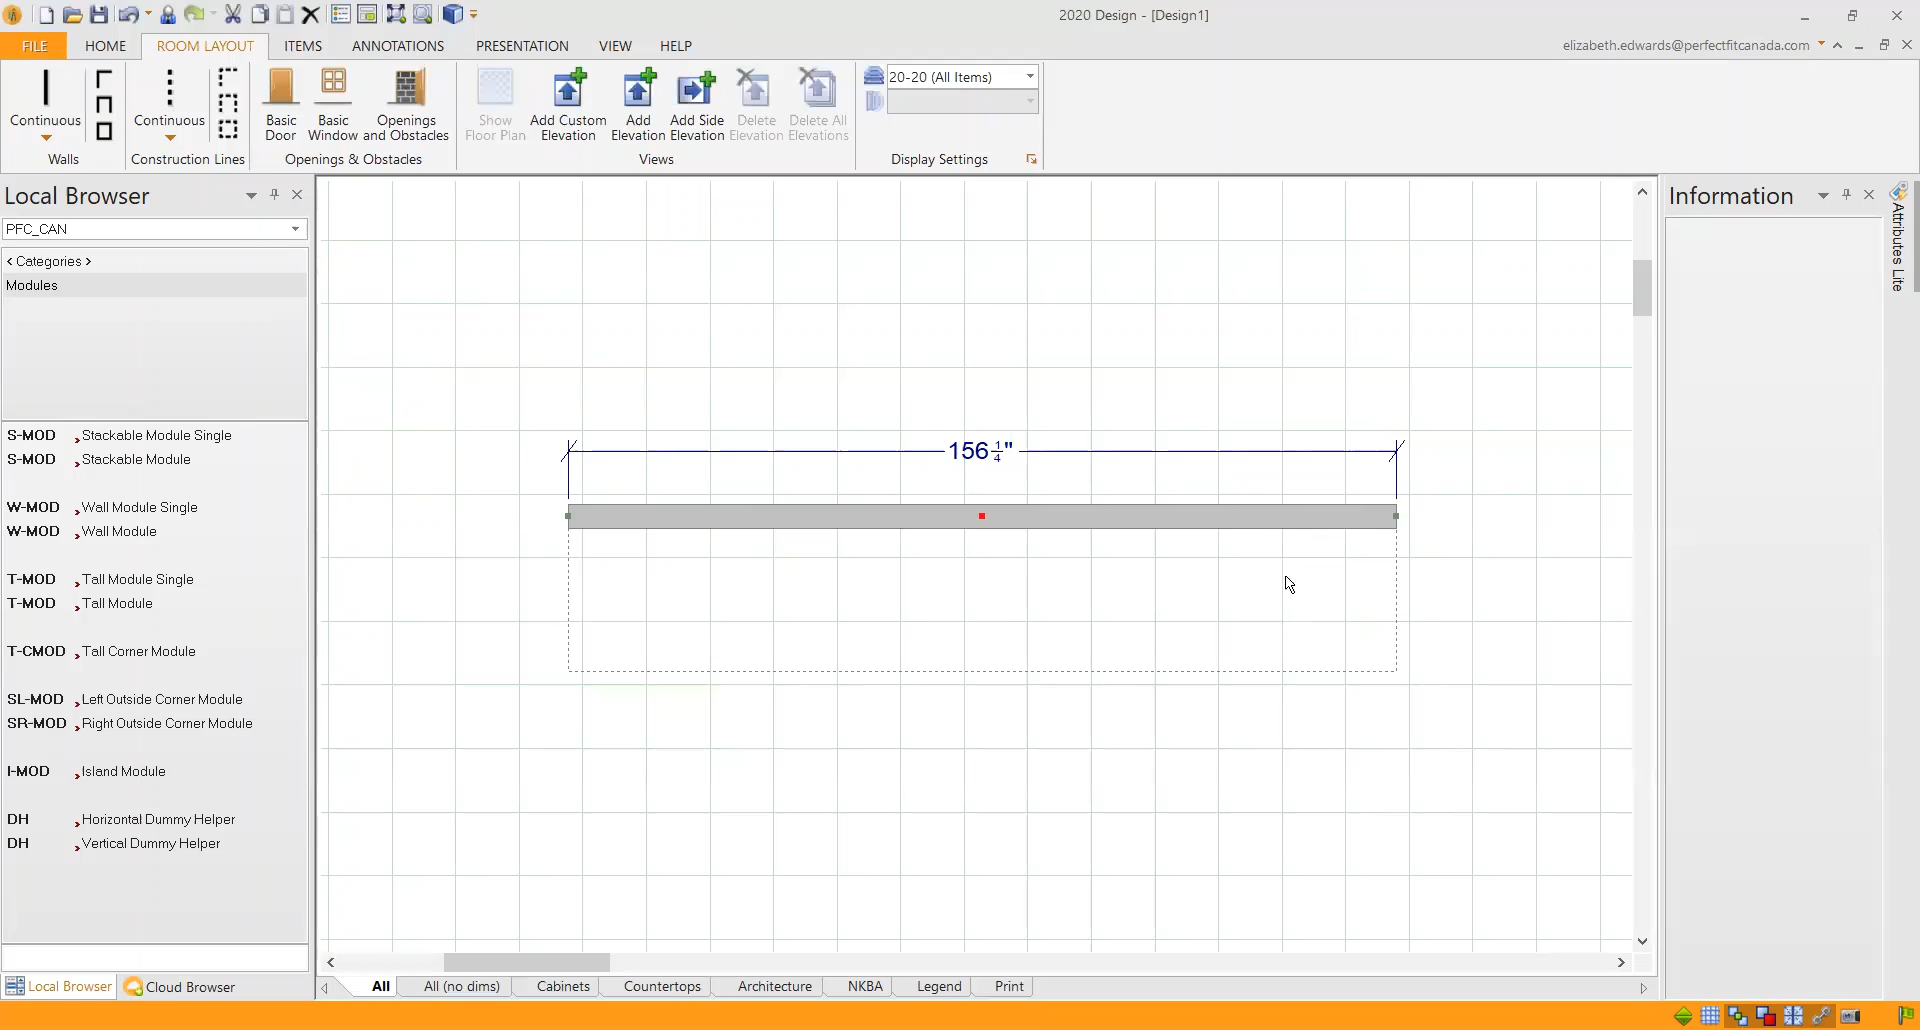 2020 Design - [Design1]
FILE HOME ROOM LAYOUT ITEMS ANNOTATIONS PRESENTATION VIEW HELP
elizabeth.edwards@perfectfitcanada.com
Continuous
Walls
Continuous
Construction Lines
Basic Door
Basic Window
Openings and Obstacles
Openings & Obstacles
Show Floor Plan
Add Custom Elevation
Add Elevation
Add Side Elevation
Delete Elevation
Delete All Elevations
Views
20-20 (All Items)
Display Settings
Local Browser
PFC_CAN
< Categories >
Modules
S-MOD Stackable Module Single
S-MOD Stackable Module
W-MOD Wall Module Single
W-MOD Wall Module
T-MOD Tall Module Single
T-MOD Tall Module
T-CMOD Tall Corner Module
SL-MOD Left Outside Corner Module
SR-MOD Right Outside Corner Module
I-MOD Island Module
DH Horizontal Dummy Helper
DH Vertical Dummy Helper
Local Browser Cloud Browser
156 1/4"
All All (no dims) Cabinets Countertops Architecture NKBA Legend Print
Information
Attributes Lite